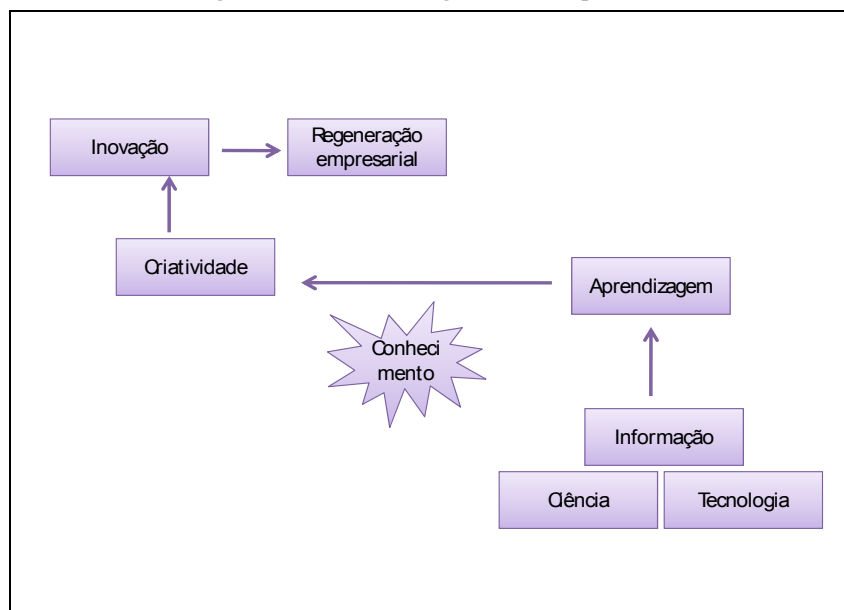 Inovação
Regeneração
empresarial
Criatividade
Aprendizagem
Conheci
mento
Informação
Ciência
Tecnologia